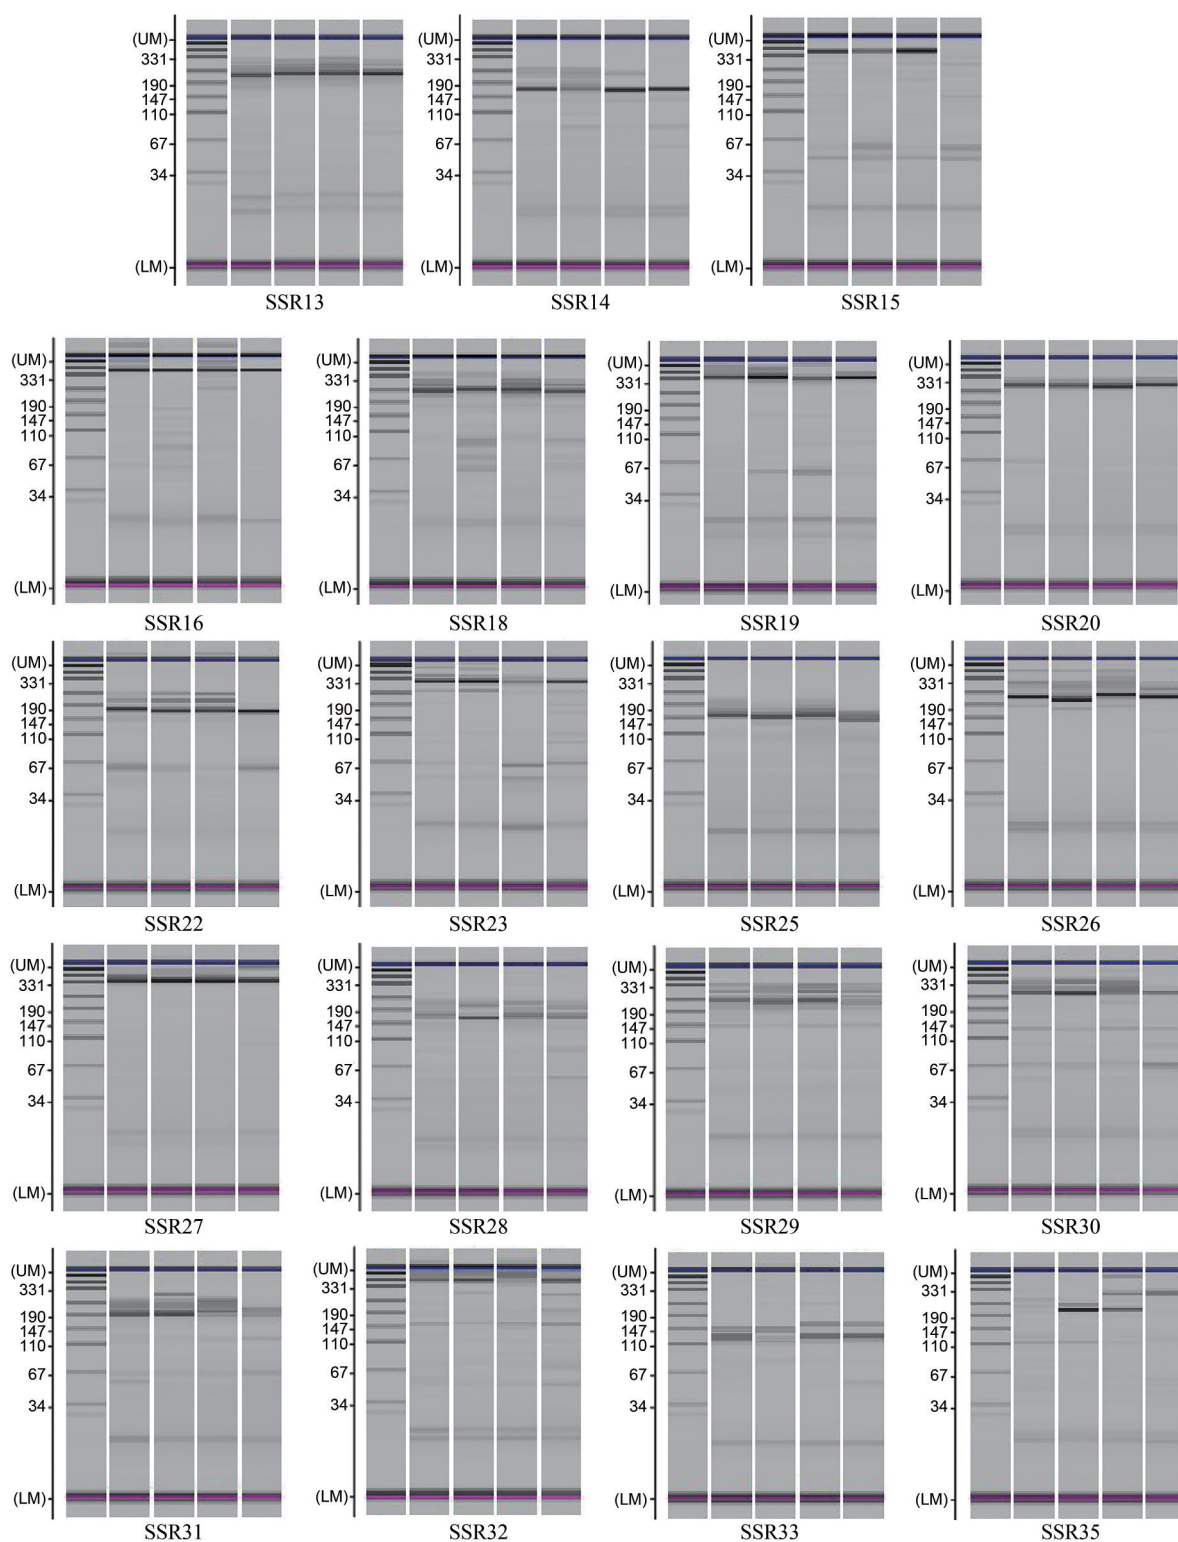 (UM) (UM) (UM)
331 331 331
190 190 190
147 147 147
110 110 110
67 67 67
34 34 34
(LM) (LM) (LM)
SSR13 SSR14 SSR15
(UM) (UM) (UM) (UM)
331 331 331 331
190 190 190 190
147 147 147 147
110 110 110 110
67 67 67 67
34 34 34 34
(LM) (LM) (LM) (LM)
SSR16 SSR18 SSR19 SSR20
(UM) (UM) (UM) (UM)
331 331 331 331
190 190 190 190
147 147 147 147
110 110 110 110
67 67 67 67
34 34 34 34
(LM) (LM) (LM) (LM)
SSR22 SSR23 SSR25 SSR26
(UM) (UM) (UM) (UM)
331 331 331 331
190 190 190 190
147 147 147 147
110 110 110 110
67 67 67 67
34 34 34 34
(LM) (LM) (LM) (LM)
SSR27 SSR28 SSR29 SSR30
(UM) (UM) (UM) (UM)
331 331 331 331
190 190 190 190
147 147 147 147
110 110 110 110
67 67 67 67
34 34 34 34
(LM) (LM) (LM) (LM)
SSR31 SSR32 SSR33 SSR35